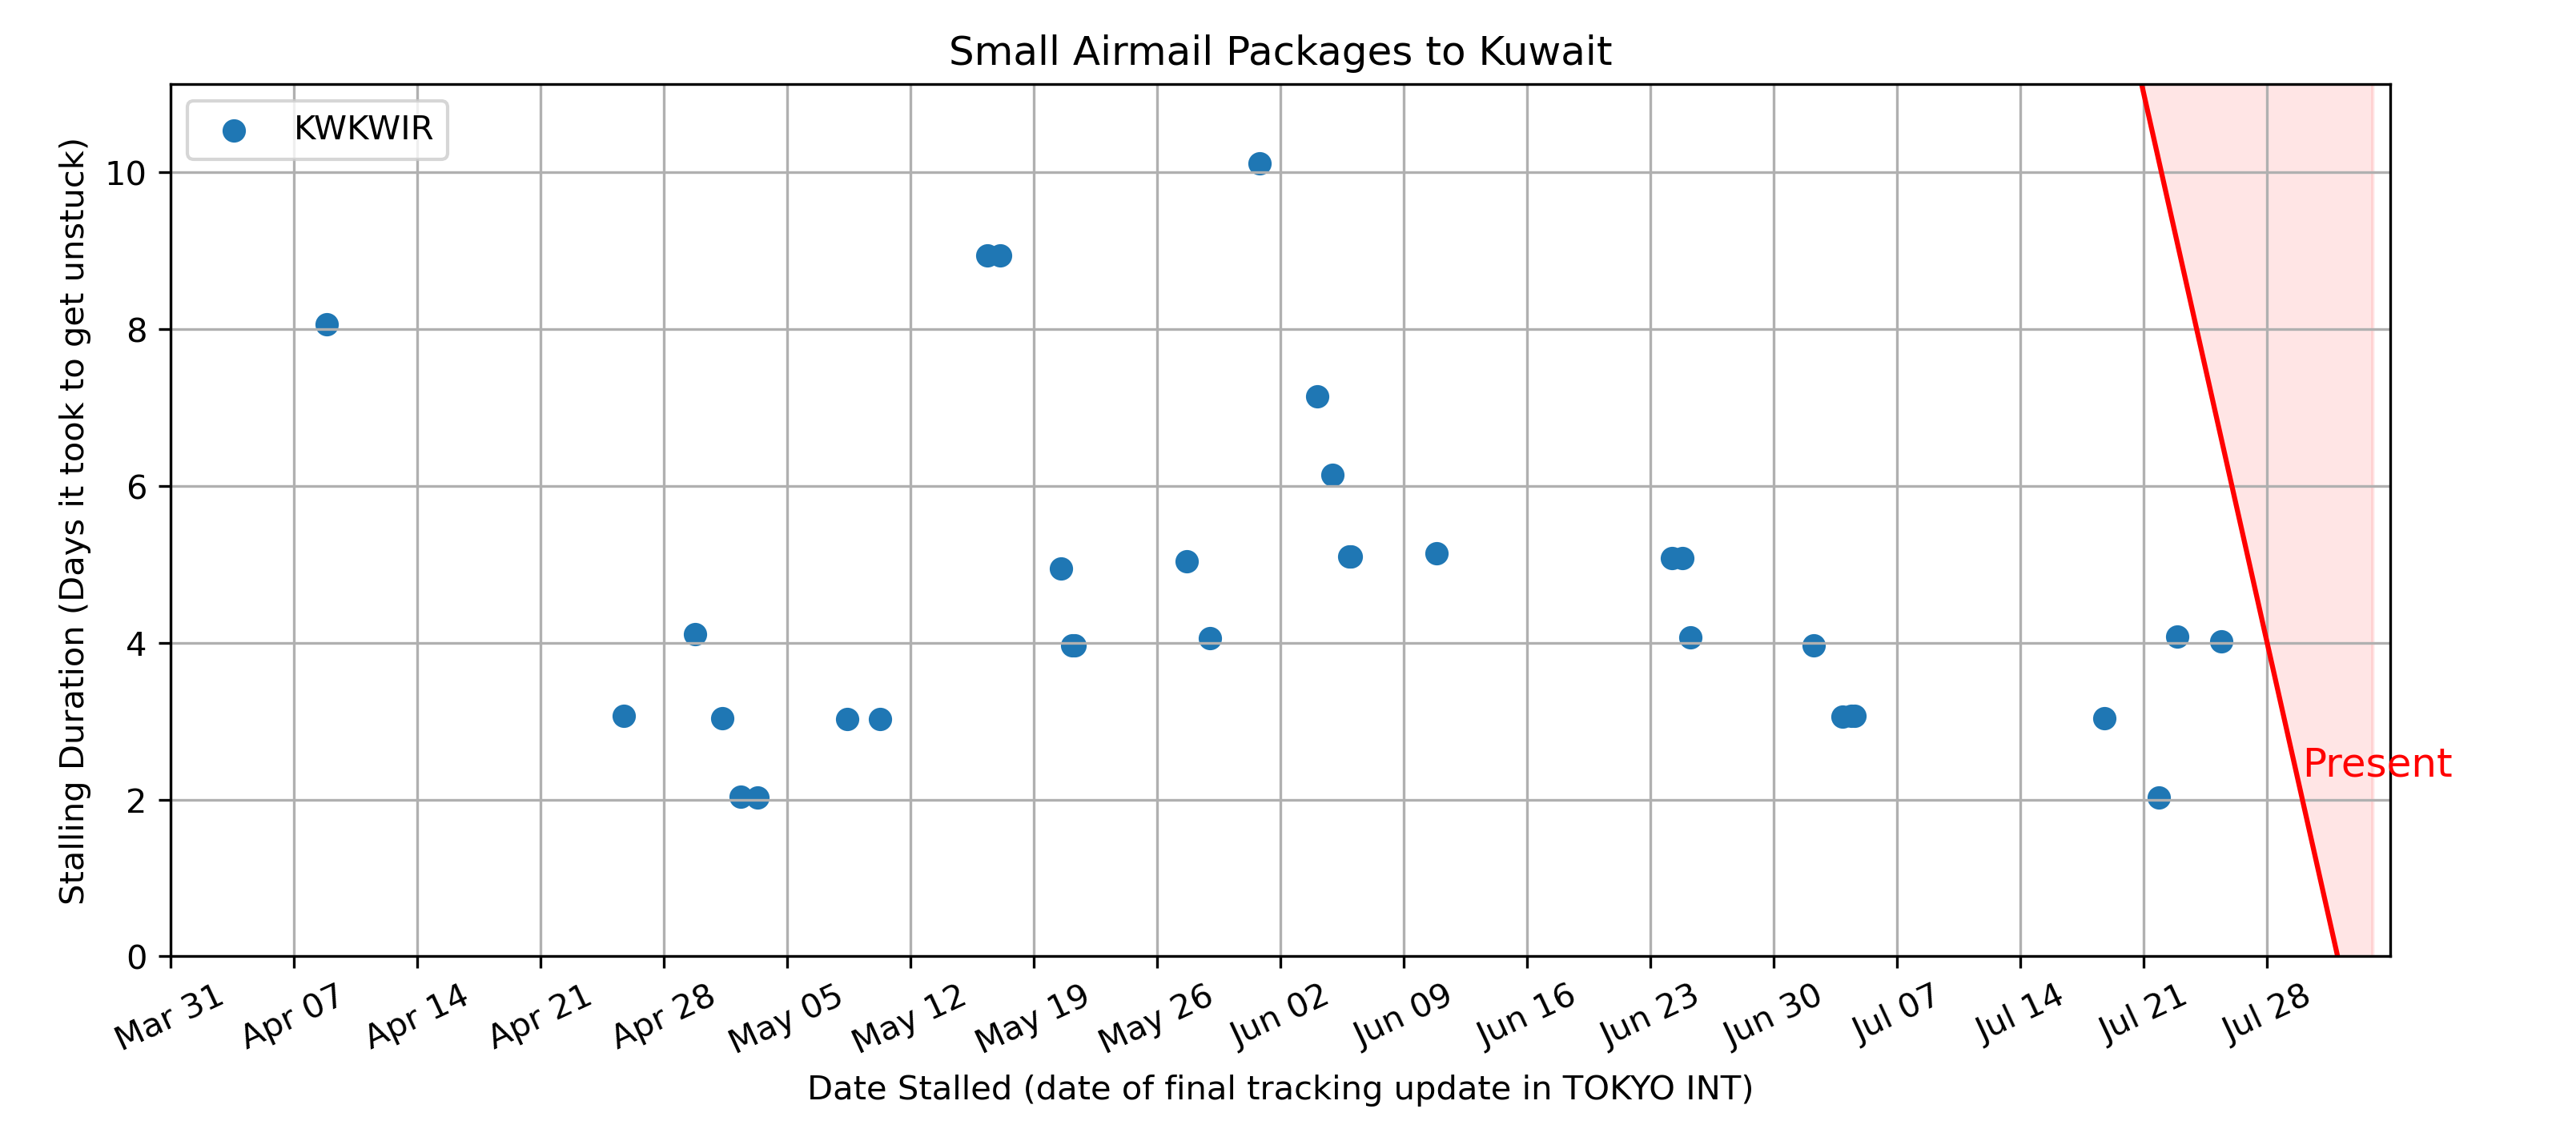 Small Airmail Packages to Kuwait
KWKWIR
Stalling Duration (Days it took to get unstuck)
10
8
6
4
2
0
Present
Mar 31
Apr 07
Apr 14
Apr 21
Apr 28
May 05
May 12
May 19
May 26
Jun 02
Jun 09
Jun 16
Jun 23
Jun 30
Jul 07
Jul 14
Jul 21
Jul 28
Date Stalled (date of final tracking update in TOKYO INT)